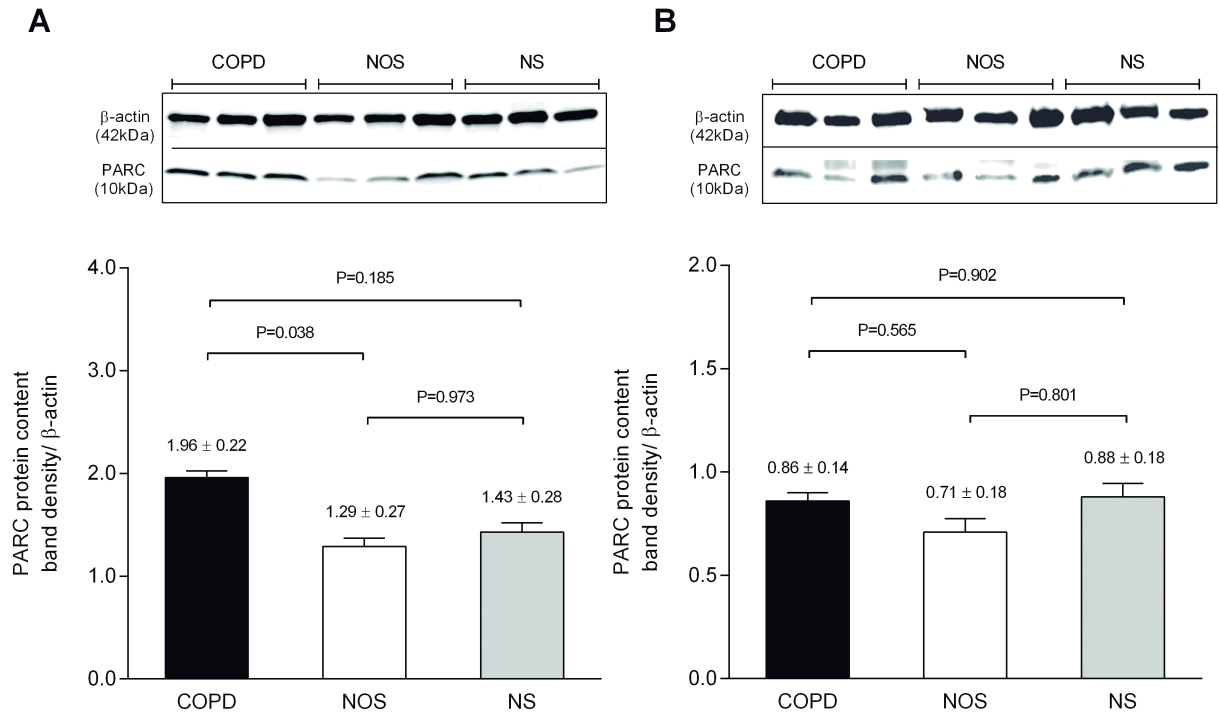 A
COPD NOS NS
β-actin
(42kDa)
PARC
(10kDa)
4.0
3.0
2.0
1.0
0.0
PARC protein content
band density/ β-actin
P=0.185
P=0.038
P=0.973
1.96 ± 0.22
1.29 ± 0.27
1.43 ± 0.28
COPD NOS NS
B
COPD NOS NS
β-actin
(42kDa)
PARC
(10kDa)
2.0
1.5
1.0
0.5
0.0
PARC protein content
band density/ β-actin
P=0.902
P=0.565
P=0.801
0.86 ± 0.14
0.71 ± 0.18
0.88 ± 0.18
COPD NOS NS